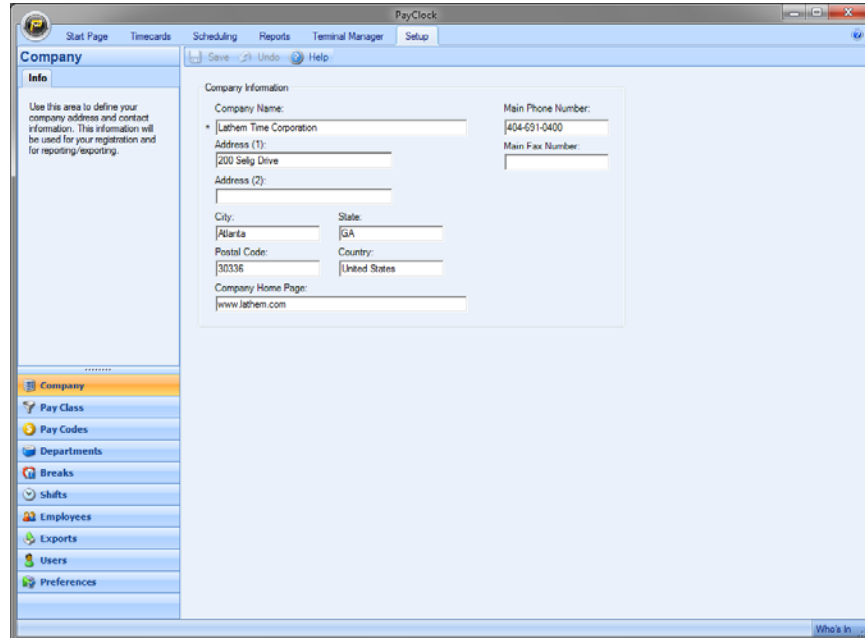 PayClock
Start Page Timecards Scheduling Reports Terminal Manager Setup
Company
Save Undo Help
Info
Use this area to define your
company address and contact
information. This information will
be used for your registration and
for reporting/exporting.
Company Information
Company Name: Main Phone Number:
* Lathem Time Corporation 404-691-0400
Address (1): Main Fax Number:
200 Selig Drive
Address (2):
City: State:
Atlanta GA
Postal Code: Country:
30336 United States
Company Home Page:
www.lathem.com
Company
Pay Class
Pay Codes
Departments
Breaks
Shifts
Employees
Exports
Users
Preferences
Who's In